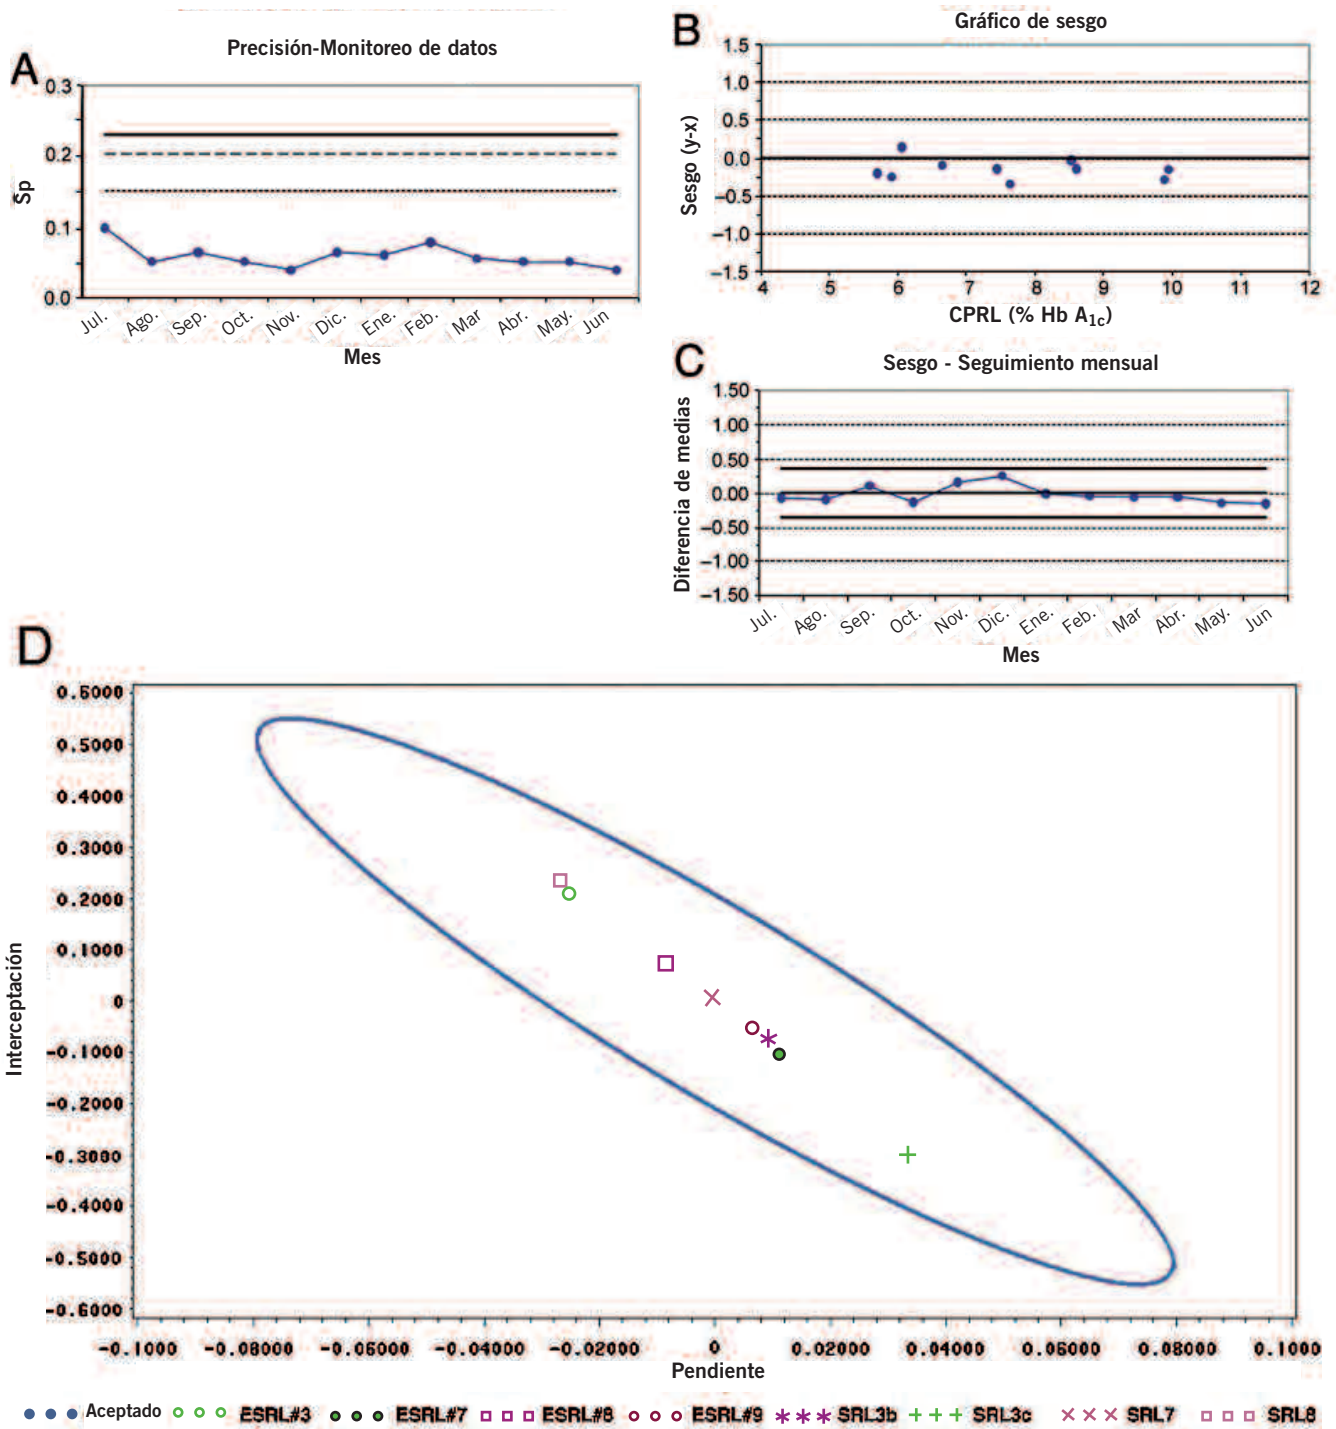 A
Precisión-Monitoreo de datos
0.3
0.2
0.1
0.0
Sp
Jul. Ago. Sep. Oct. Nov. Dic. Ene. Feb. Mar Abr. May. Jun
Mes
B
Gráfico de sesgo
1.5
1.0
0.5
0.0
−0.5
−1.0
−1.5
Sesgo (y-x)
4 5 6 7 8 9 10 11 12
CPRL (% Hb A1c)
C
Sesgo - Seguimiento mensual
1.50
1.00
0.50
0.00
−0.50
−1.00
−1.50
Diferencia de medias
Jul. Ago. Sep. Oct. Nov. Dic. Ene. Feb. Mar Abr. May. Jun
Mes
D
0.6000
0.5000
0.4000
0.3000
0.2000
0.1000
0
-0.1000
-0.2000
-0.3000
-0.4000
-0.5000
-0.6000
Interceptación
-0.1000 -0.08000 -0.06000 -0.04000 -0.02000 0 0.02000 0.04000 0.06000 0.08000 0.1000
Pendiente
Aceptado ESRL#3 ESRL#7 ESRL#8 ESRL#9 SRL3b SRL3c SRL7 SRL8